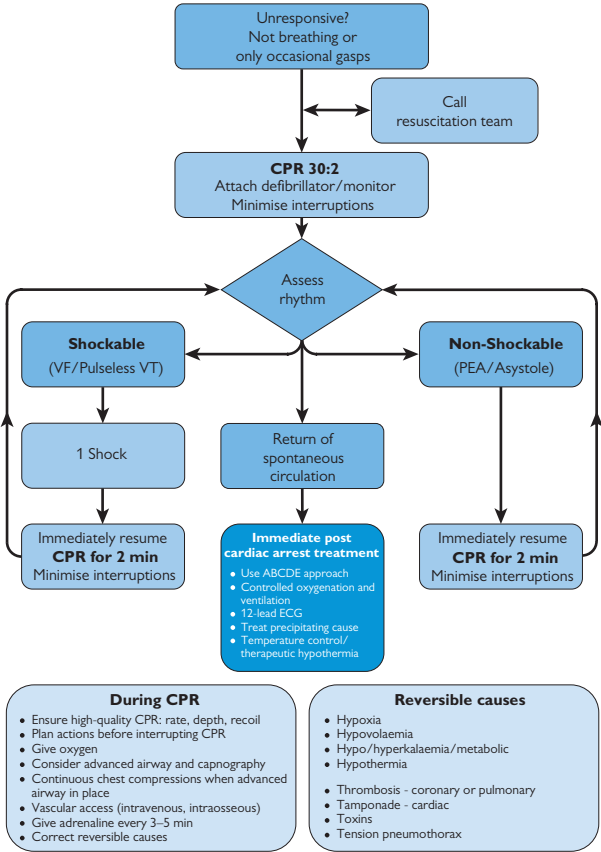 Unresponsive?
Not breathing or
only occasional gasps
Call
resuscitation team
CPR 30:2
Attach defibrillator/monitor
Minimise interruptions
Assess
rhythm
Shockable
(VF/Pulseless VT)
Non-Shockable
(PEA/Asystole)
1 Shock
Return of
spontaneous
circulation
Immediately resume
CPR for 2 min
Minimise interruptions
Immediate post
cardiac arrest treatment
• Use ABCDE approach
• Controlled oxygenation and
ventilation
• 12-lead ECG
• Treat precipitating cause
• Temperature control/
therapeutic hypothermia
Immediately resume
CPR for 2 min
Minimise interruptions
During CPR
• Ensure high-quality CPR: rate, depth, recoil
• Plan actions before interrupting CPR
• Give oxygen
• Consider advanced airway and capnography
• Continuous chest compressions when advanced
airway in place
• Vascular access (intravenous, intraosseous)
• Give adrenaline every 3–5 min
• Correct reversible causes
Reversible causes
• Hypoxia
• Hypovolaemia
• Hypo/hyperkalaemia/metabolic
• Hypothermia
• Thrombosis - coronary or pulmonary
• Tamponade - cardiac
• Toxins
• Tension pneumothorax